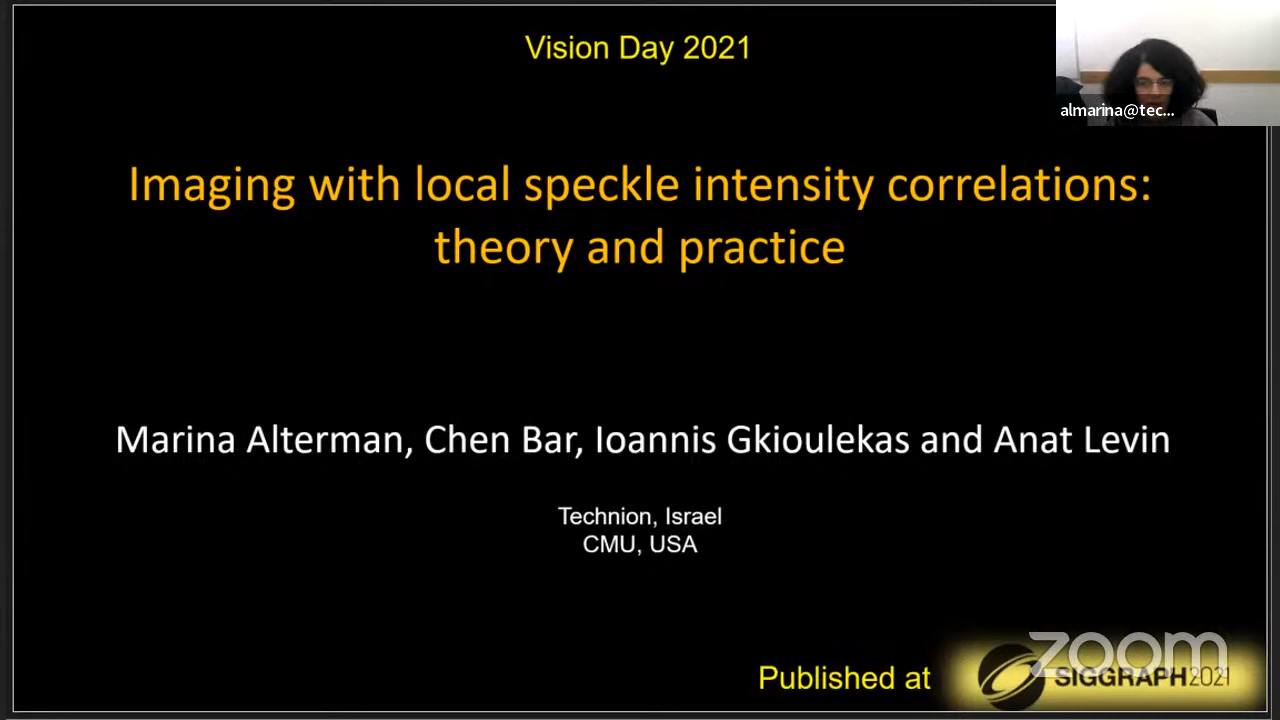 Vision Day 2021
almarina@tec...
Imaging with local speckle intensity correlations:
theory and practice
Marina Alterman, Chen Bar, Ioannis Gkioulekas and Anat Levin
Technion, Israel
CMU, USA
zoom
Published at
SIGGRAPH2021